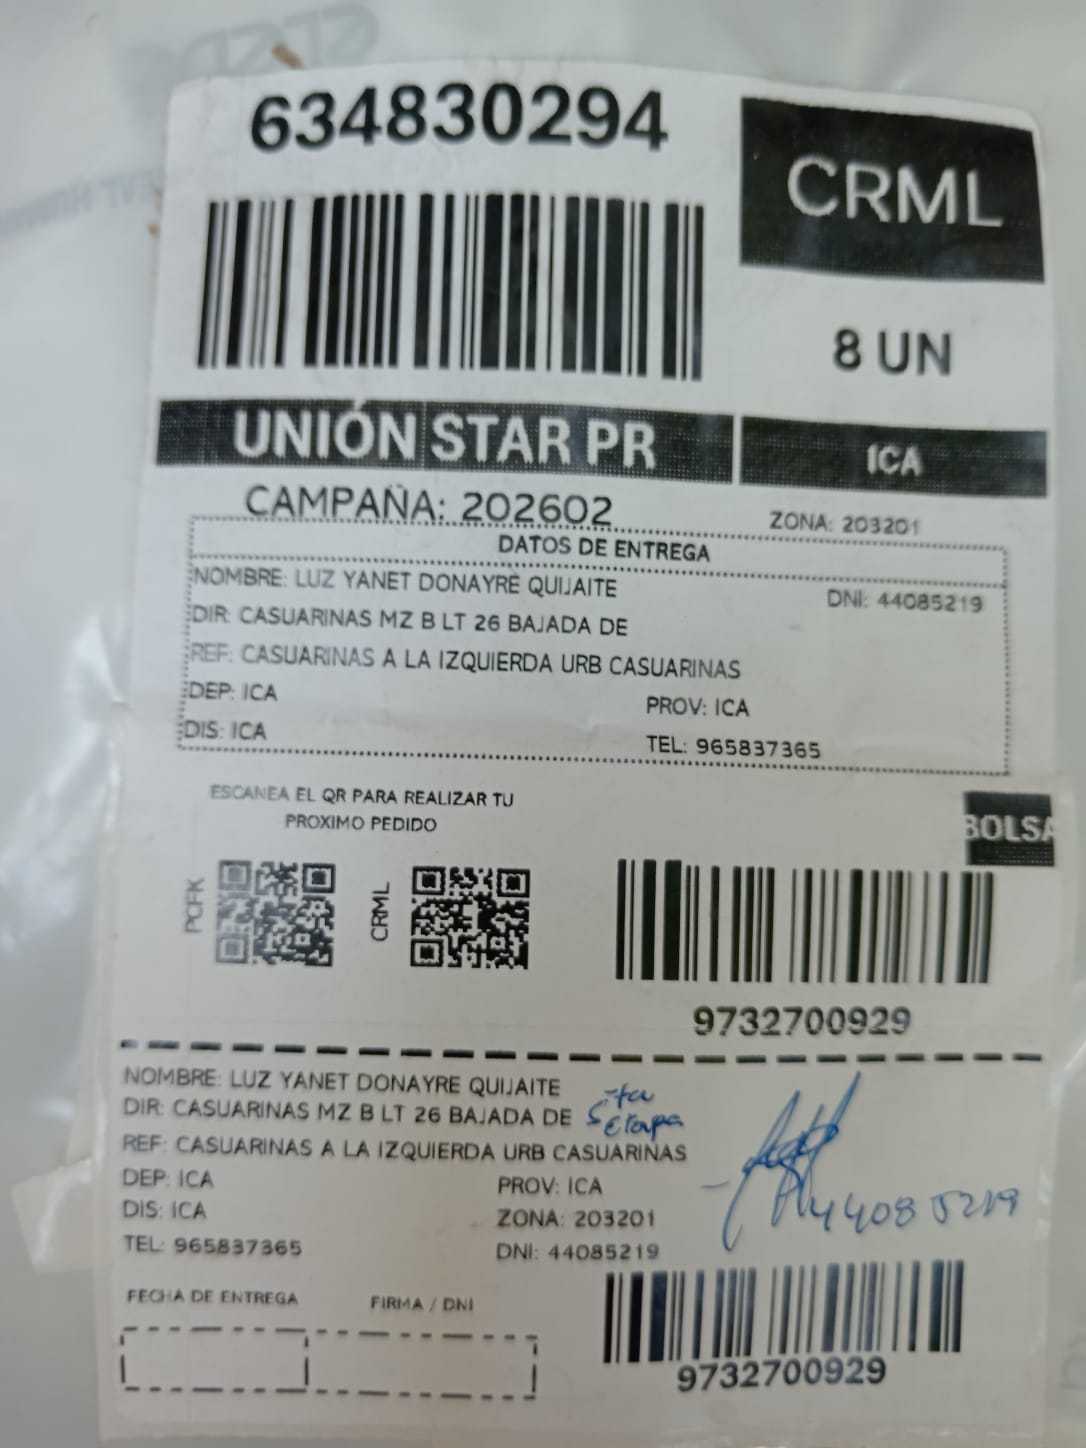 634830294
CRML
8 UN
UNIÓN STAR PR
ICA
CAMPAÑA: 202602
ZONA: 203201
DATOS DE ENTREGA
NOMBRE: LUZ YANET DONAYRE QUIJAITE
DNI: 44085219
DIR: CASUARINAS MZ B LT 26 BAJADA DE
REF: CASUARINAS A LA IZQUIERDA URB CASUARINAS
DEP: ICA
PROV: ICA
DIS: ICA
TEL: 965837365
ESCANEA EL QR PARA REALIZAR TU
PROXIMO PEDIDO
BOLSA
PCFK
CRML
9732700929
NOMBRE: LUZ YANET DONAYRE QUIJAITE
DIR: CASUARINAS MZ B LT 26 BAJADA DE 5ta etapa
REF: CASUARINAS A LA IZQUIERDA URB CASUARINAS
DEP: ICA
PROV: ICA
DIS: ICA
ZONA: 203201
44085219
TEL: 965837365
DNI: 44085219
FECHA DE ENTREGA
FIRMA / DNI
9732700929